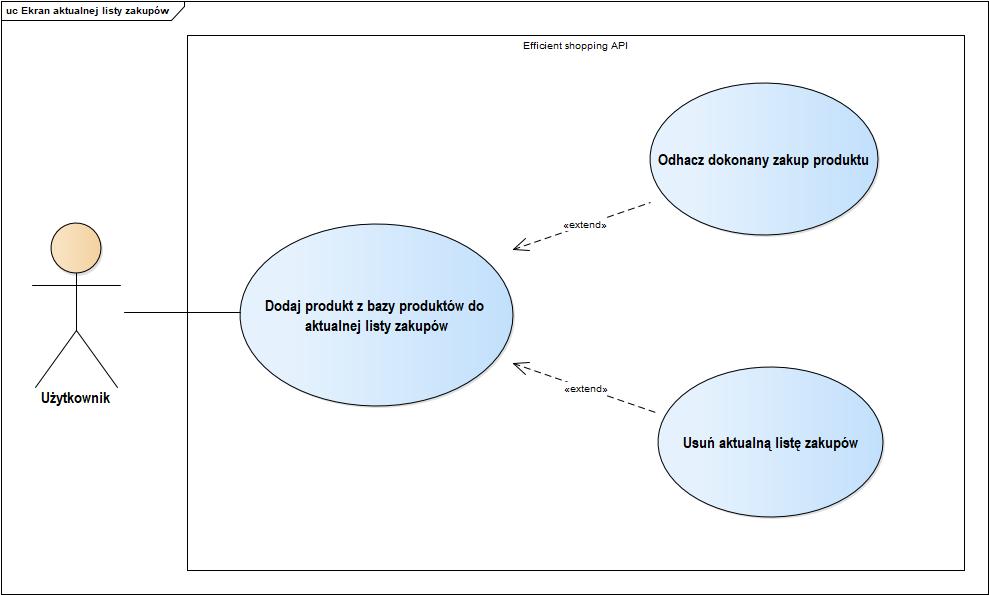 uc Ekran aktualnej listy zakupów
Efficient shopping API
Odhacz dokonany zakup produktu
«extend»
Dodaj produkt z bazy produktów do
aktualnej listy zakupów
«extend»
Użytkownik
Usuń aktualną listę zakupów